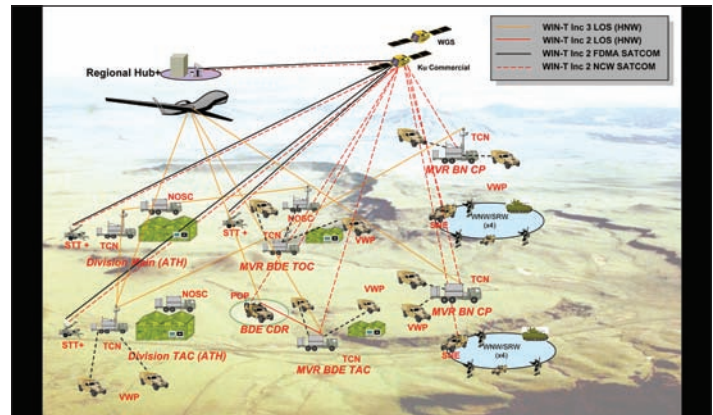 WIN-T Inc 3 LOS (HNW)
WIN-T Inc 2 LOS (HNW)
WIN-T Inc 2 FDMA SATCOM
WIN-T Inc 2 NCW SATCOM
WGS
Ku Commercial
Regional Hub+
TCN
MVR BN CP
VWP
NOSC
NOSC
STT +
TCN
Division Main (ATH)
STT +
TCN
VWP
MVR BDE TOC
SNE
WNW/SRW
(x4)
TCN
MVR BN CP
NOSC
POP
VWP
VWP
BDE CDR
STT+
TCN
Division TAC (ATH)
TCN
MVR BDE TAC
SNE
WNW/SRW
(x4)
VWP